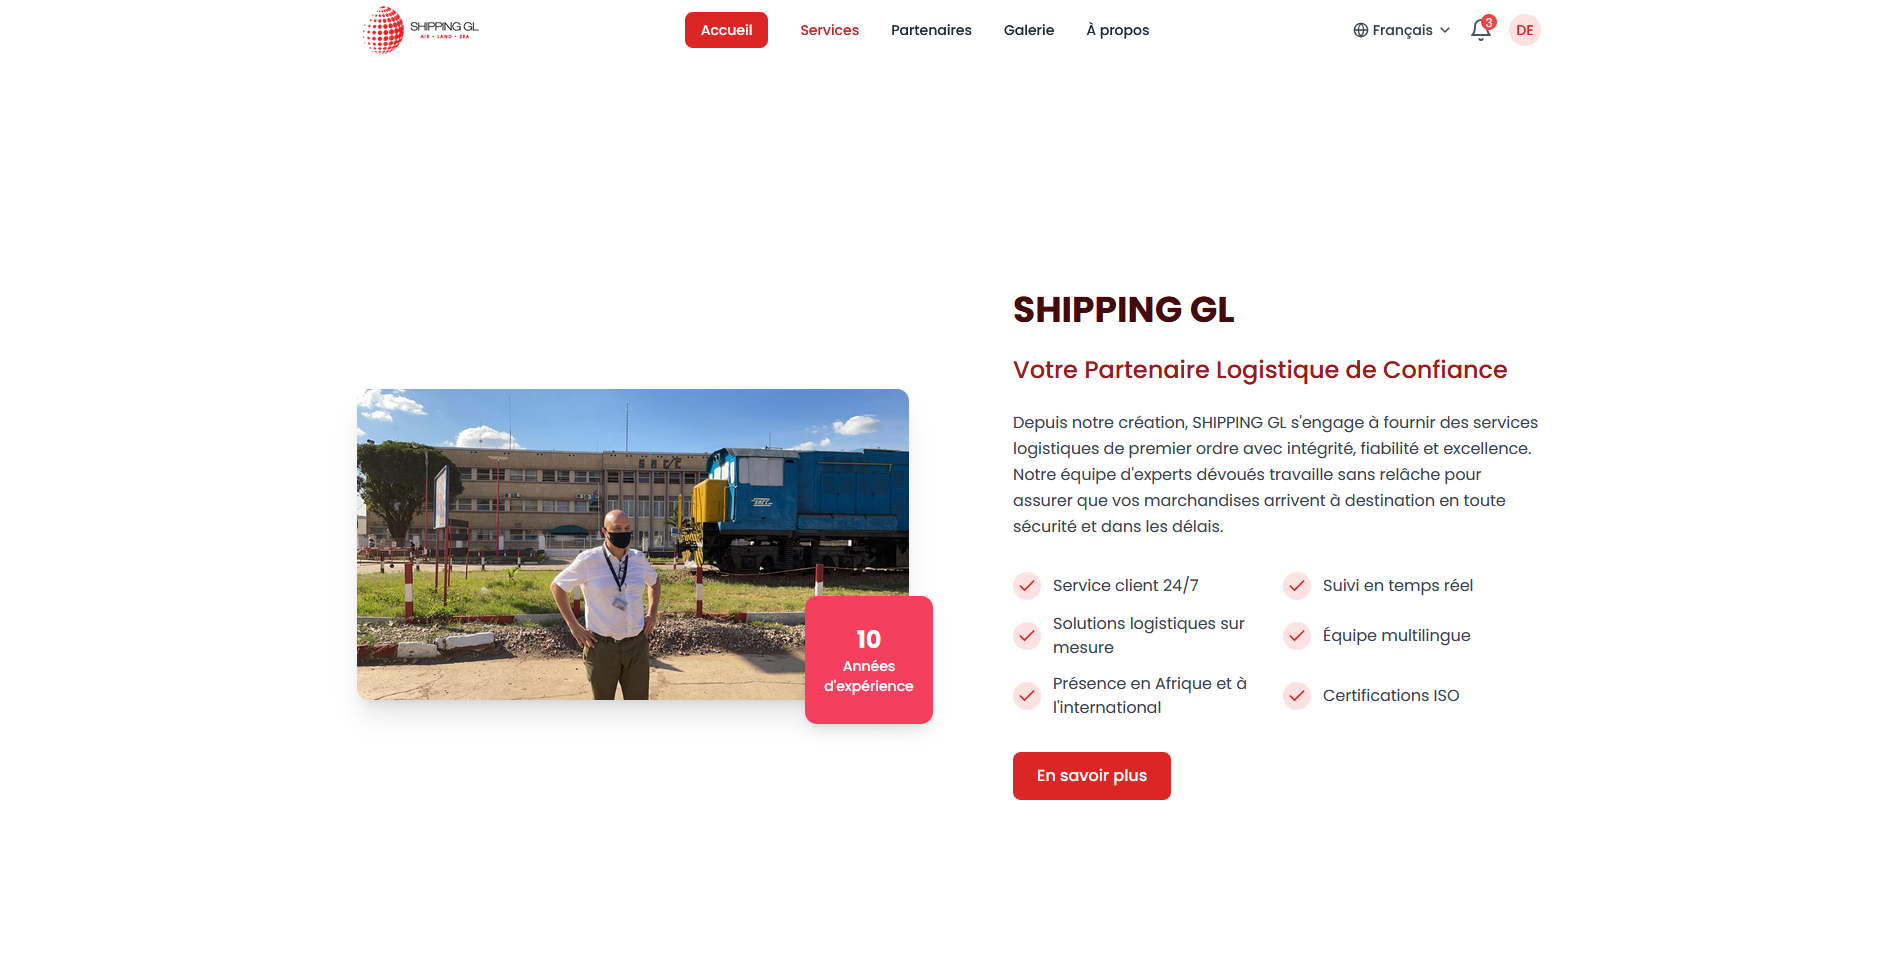 SHIPPING GL
AIR • LAND • SEA
Accueil
Services
Partenaires
Galerie
À propos
Français
3
DE
SHIPPING GL
Votre Partenaire Logistique de Confiance
Depuis notre création, SHIPPING GL s'engage à fournir des services
logistiques de premier ordre avec intégrité, fiabilité et excellence.
Notre équipe d'experts dévoués travaille sans relâche pour
assurer que vos marchandises arrivent à destination en toute
sécurité et dans les délais.
SNCC
10
Années
d'expérience
Service client 24/7
Suivi en temps réel
Solutions logistiques sur
mesure
Équipe multilingue
Présence en Afrique et à
l'international
Certifications ISO
En savoir plus